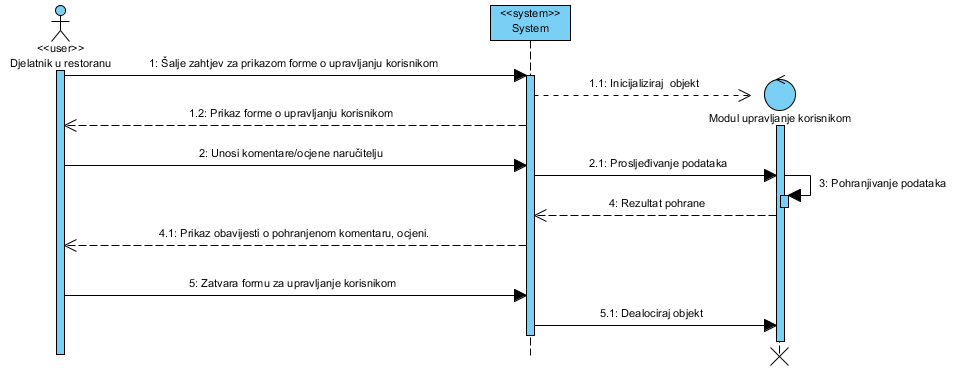 <<user>>
Djelatnik u restoranu
<<system>>
System
1: Šalje zahtjev za prikazom forme o upravljanju korisnikom
1.1: Inicijaliziraj objekt
Modul upravljanje korisnikom
1.2: Prikaz forme o upravljanju korisnikom
2: Unosi komentare/ocjene naručitelju
2.1: Prosljeđivanje podataka
3: Pohranjivanje podataka
4: Rezultat pohrane
4.1: Prikaz obavijesti o pohranjenom komentaru, ocjeni.
5: Zatvara formu za upravljanje korisnikom
5.1: Dealociraj objekt